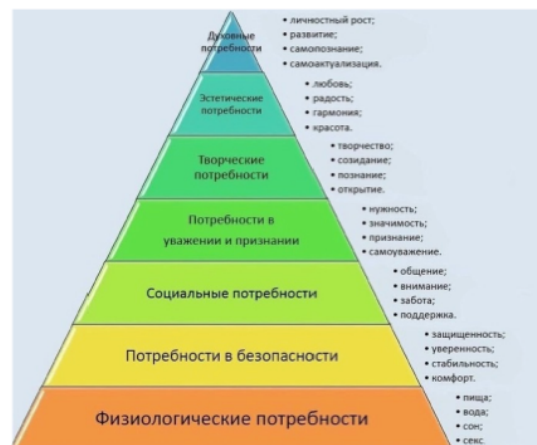 Духовные
потребности
• личностный рост;
• развитие;
• самопознание;
• самоактуализация.
Эстетические
потребности
• любовь;
• радость;
• гармония;
• красота.
Творческие
потребности
• творчество;
• созидание;
• познание;
• открытие.
Потребности в
уважении и признании
• нужность;
• значимость;
• признание;
• самоуважение.
Социальные потребности
• общение;
• внимание;
• забота;
• поддержка.
Потребности в безопасности
• защищенность;
• уверенность;
• стабильность;
• комфорт.
Физиологические потребности
• пища;
• вода;
• сон;
• секс.